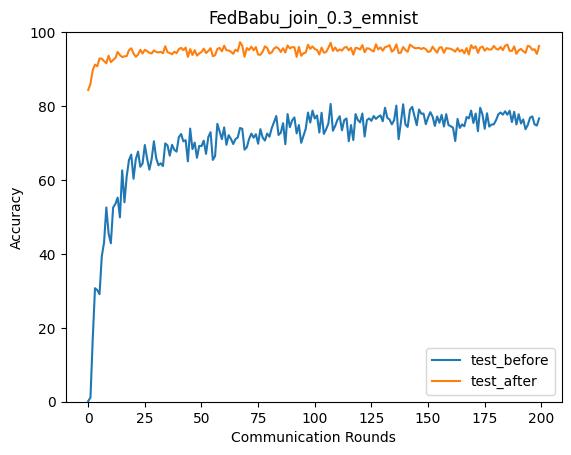 FedBabu_join_0.3_emnist
100
80
60
40
20
0
Accuracy
0 25 50 75 100 125 150 175 200
Communication Rounds
test_before
test_after